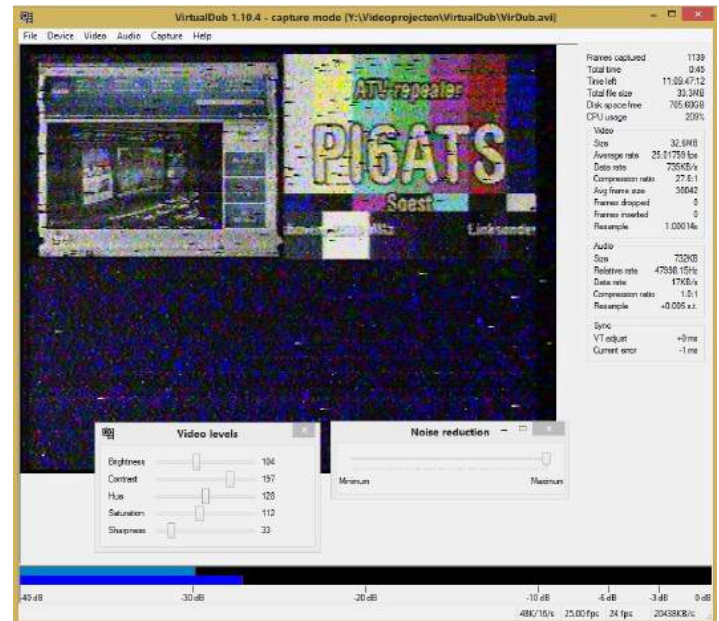 VirtualDub 1.10.4 - capture mode [Y:\Videoprojecten\VirtualDub\VirDub.avi]
File Device Video Audio Capture Help
ATV-repeater
PI6ATS
Soest
Linksonder
Frames captured 1139
Total time 0:45
Time left 11:09:47:12
Total file size 33.3MB
Disk space free 705.60GB
CPU usage 209%
Video
Size 32.6MB
Average rate 25.01759 fps
Data rate 735KB/s
Compression ratio 27.6:1
Avg frame size 30042
Frames dropped 0
Frames inserted 0
Resample 1.00014x
Audio
Size 732KB
Relative rate 47998.15Hz
Data rate 17KB/s
Compression ratio 1.0:1
Resample +0.005 s.t.
Sync
VT adjust +0 ms
Current error -1 ms
Video levels
Brightness 104
Contrast 197
Hue 128
Saturation 112
Sharpness 33
Noise reduction
Minimum Maximum
-40 dB -30 dB -20 dB -10 dB -6 dB -3 dB 0 dB
48K/16/s 25.00 fps 24 fps 20438KB/s